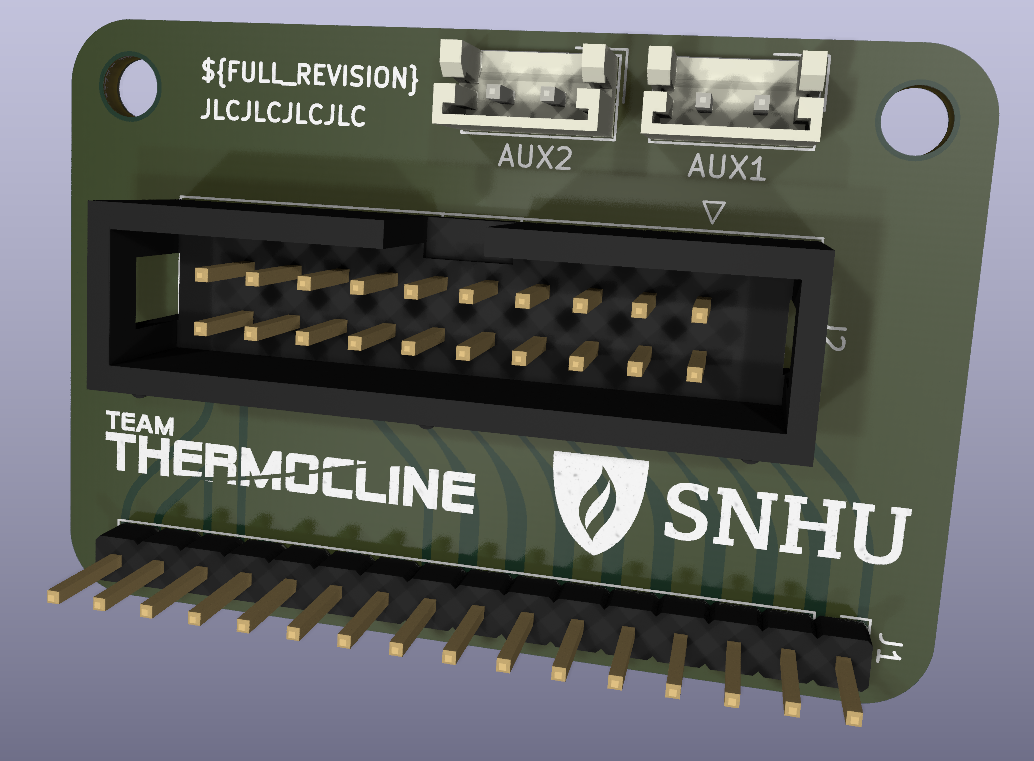 ${FULL_REVISION}
JLCJLCJLCJLC
AUX2
AUX1
J2
TEAM
THERMOCLINE
SNHU
J1